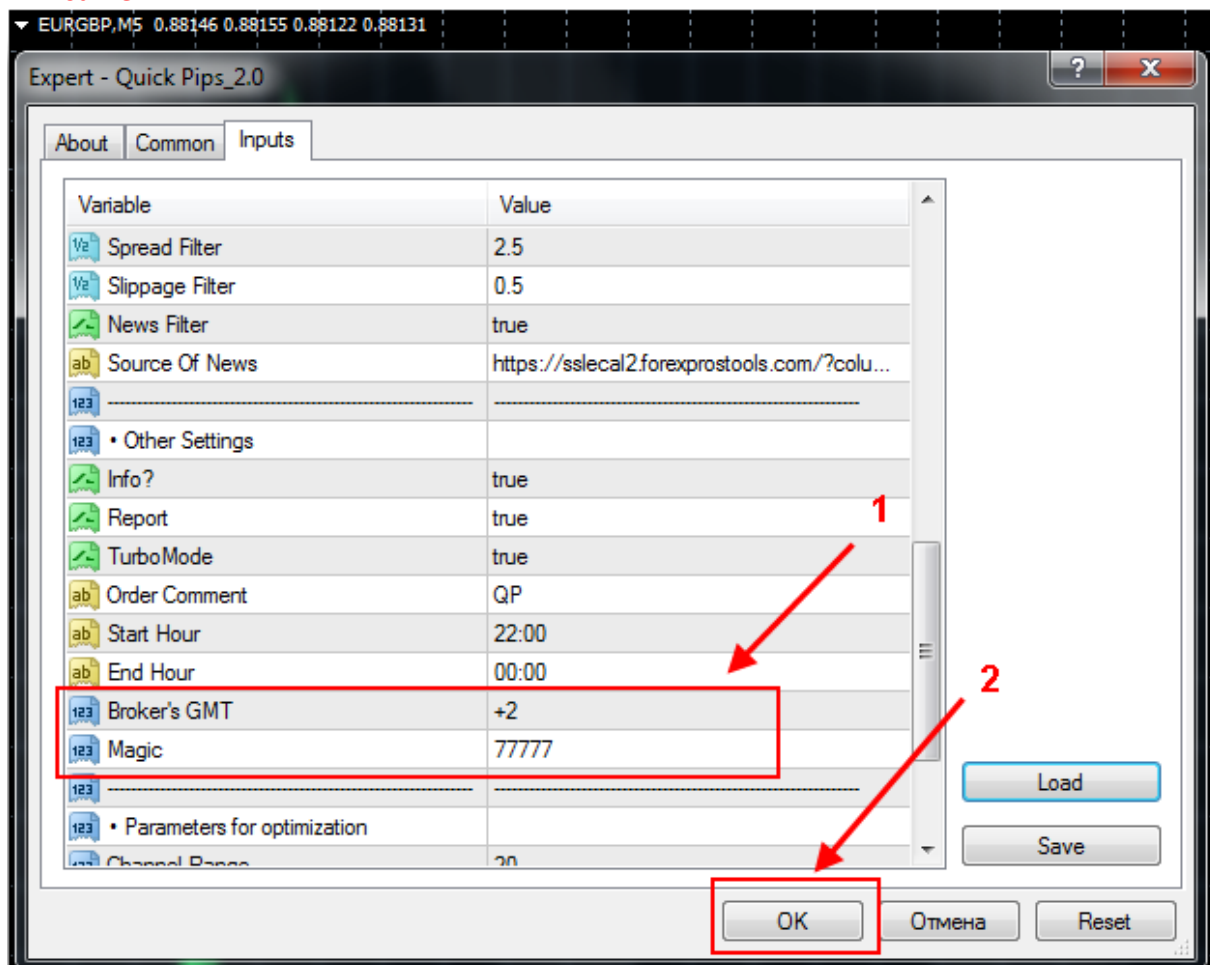 EURGBP,M5 0.88146 0.88155 0.88122 0.88131
Expert - Quick Pips_2.0
? X
About Common Inputs
Variable Value
Spread Filter 2.5
Slippage Filter 0.5
News Filter true
Source Of News https://sslecal2.forexprostools.com/?colu...
• Other Settings
Info? true
1
Report true
TurboMode true
Order Comment QP
Start Hour 22:00
End Hour 00:00
2
Broker's GMT +2
Magic 77777
Load
• Parameters for optimization
Save
Channel Range 20
OK Отмена Reset